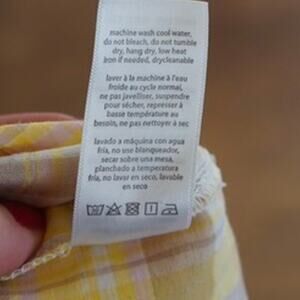 machine wash cool water,
do not bleach, do not tumble
dry, hang dry, low heat
iron if needed, drycleanable
laver à la machine à l'eau
froide au cycle normal,
ne pas javelliser, suspendre
pour sécher, represser à
basse température au
besoin, ne pas nettoyer à sec
lavado a máquina con agua
fría, no use blanqueador,
secar sobre una mesa,
planchado a temperatura
fría, no lavar en seco, lavable
en seco